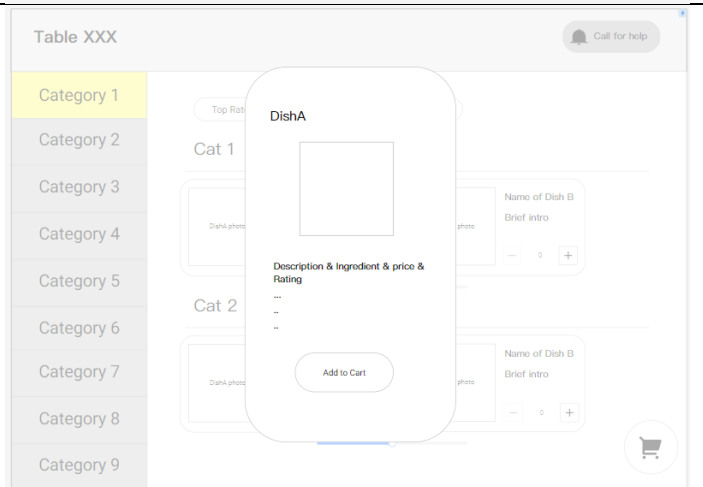 Table XXX
Call for help
Category 1
Category 2
Category 3
Category 4
Category 5
Category 6
Category 7
Category 8
Category 9
Top Rat
Cat 1
DishA photo
photo
Name of Dish B
Brief intro
0
Cat 2
DishA photo
photo
Name of Dish B
Brief intro
0
DishA
Description & Ingredient & price &
Rating
...
..
..
Add to Cart